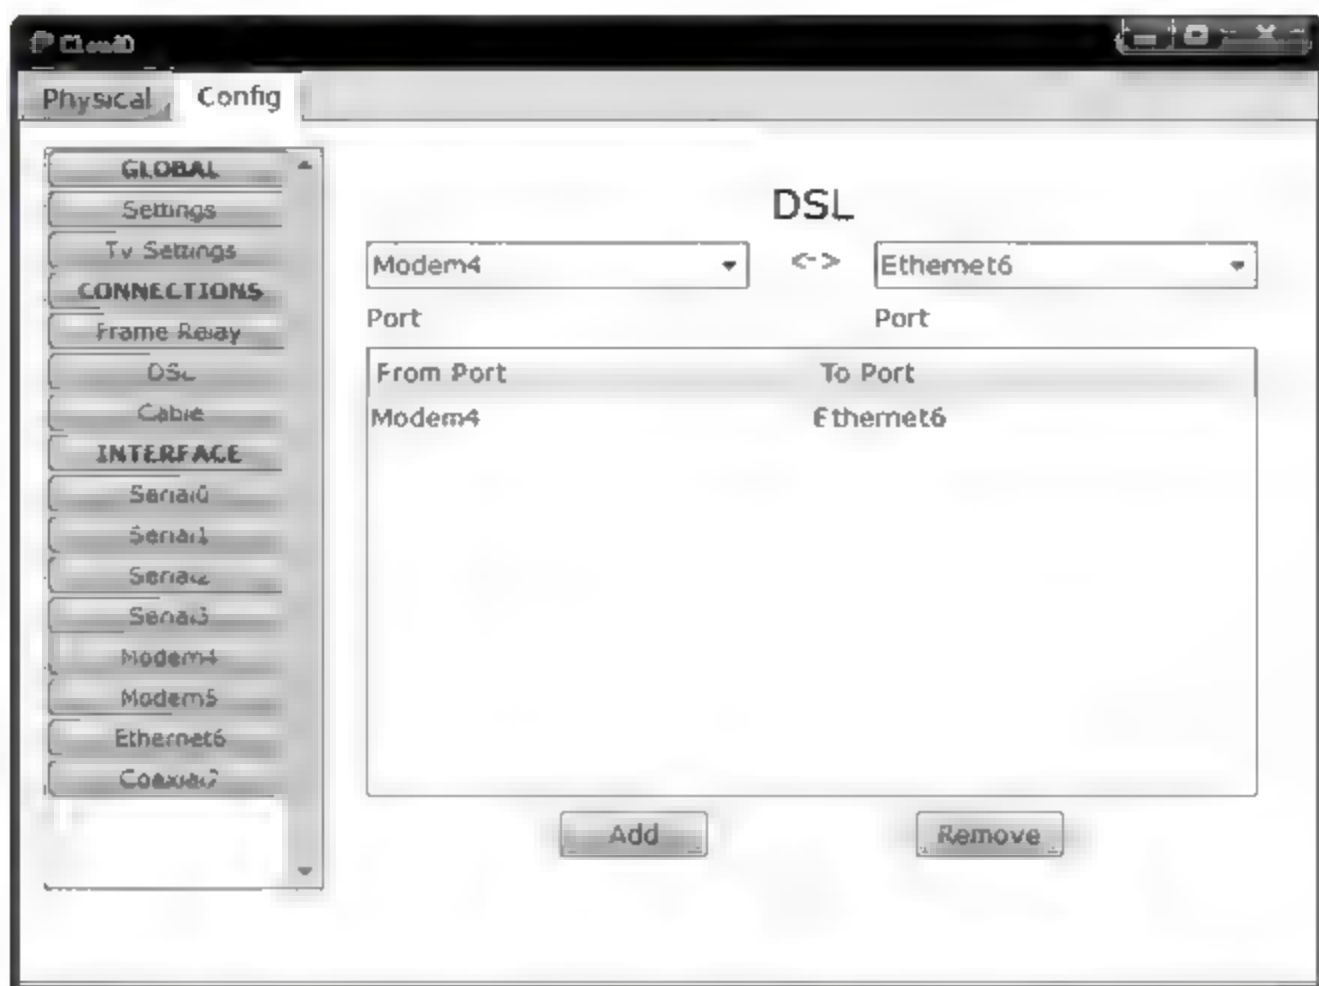 Cloud0
Physical Config
GLOBAL
Settings
TV Settings
CONNECTIONS
Frame Relay
DSL
Cable
INTERFACE
Serial0
Serial1
Serial2
Serial3
Modem4
Modem5
Ethernet6
Coaxial7
DSL
Modem4 <-> Ethernet6
Port Port
From Port To Port
Modem4 Ethernet6
Add Remove